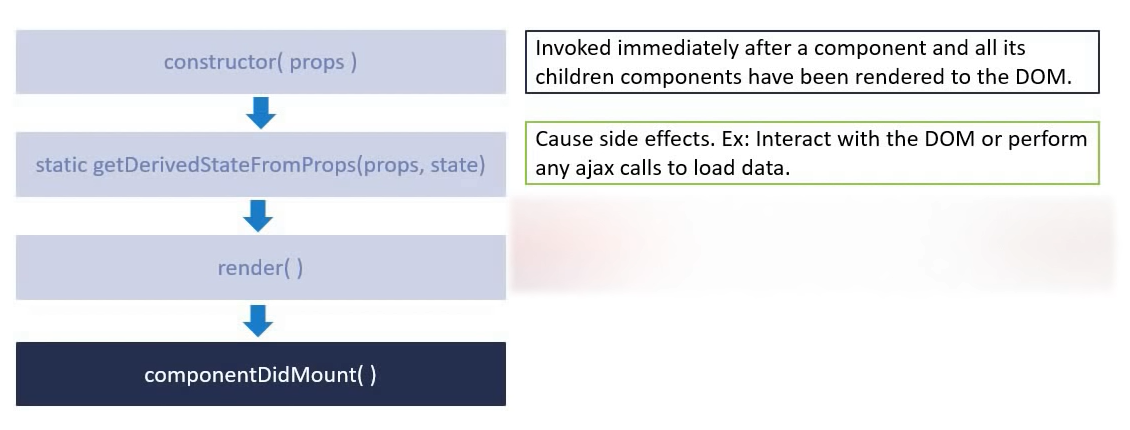 constructor( props )
static getDerivedStateFromProps(props, state)
render( )
componentDidMount( )
Invoked immediately after a component and all its
children components have been rendered to the DOM.
Cause side effects. Ex: Interact with the DOM or perform
any ajax calls to load data.